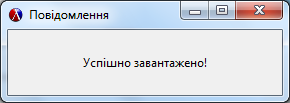 Повідомлення
Успішно завантажено!